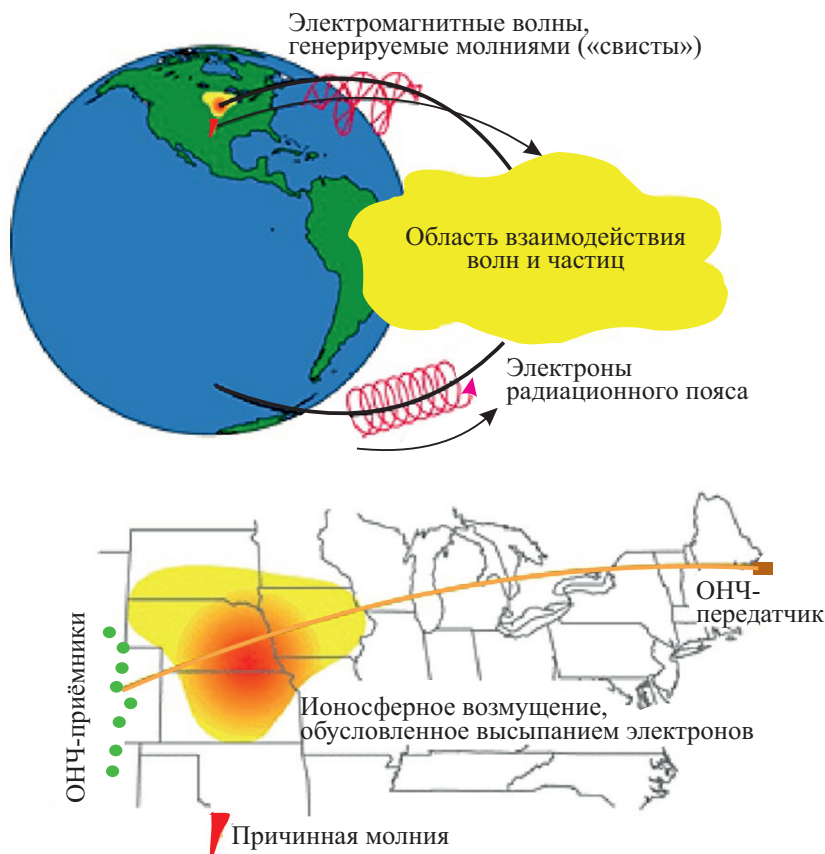 Электромагнитные волны,
генерируемые молниями («свисты»)
Область взаимодействия
волн и частиц
Электроны
радиационного пояса
ОНЧ-
передатчик
ОНЧ-приёмники
Ионосферное возмущение,
обусловленное высыпанием электронов
Причинная молния